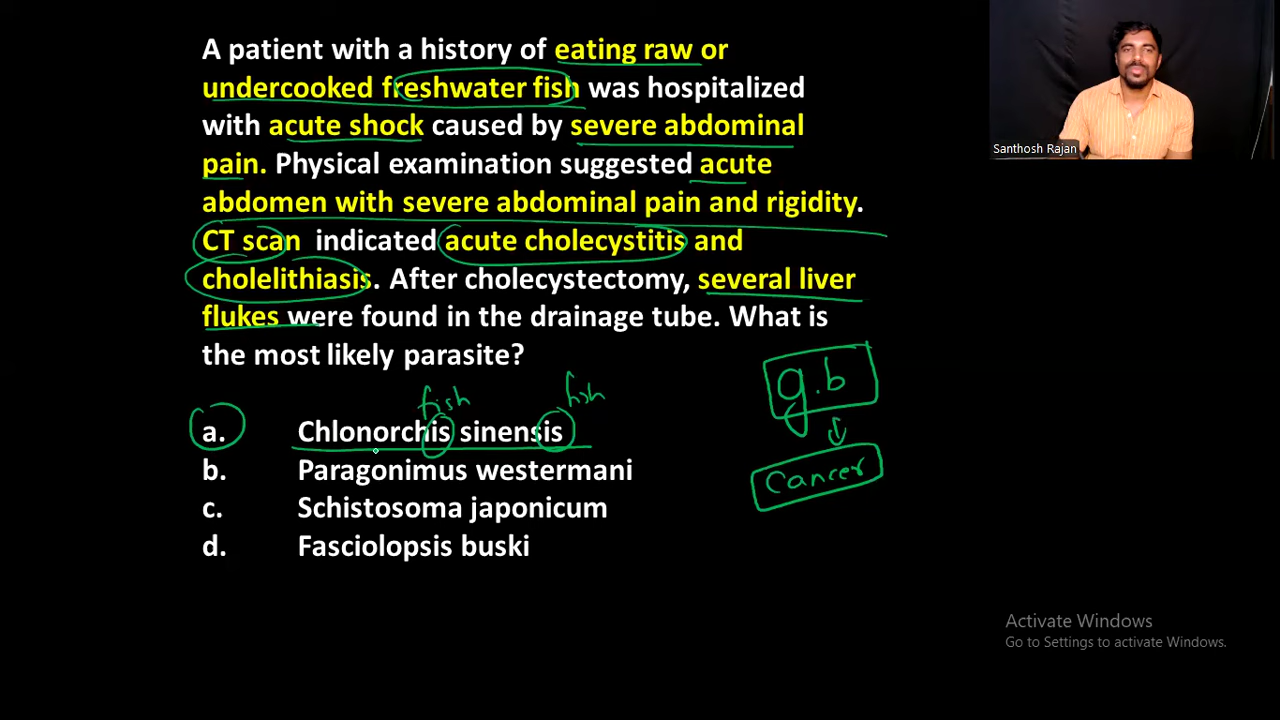 A patient with a history of eating raw or
undercooked freshwater fish was hospitalized
with acute shock caused by severe abdominal
pain. Physical examination suggested acute
abdomen with severe abdominal pain and rigidity.
CT scan indicated acute cholecystitis and
cholelithiasis. After cholecystectomy, several liver
flukes were found in the drainage tube. What is
the most likely parasite?
fish fish
a. Chlonorchis sinensis
b. Paragonimus westermani
c. Schistosoma japonicum
d. Fasciolopsis buski
g.b
Cancer
Santhosh Rajan
Activate Windows
Go to Settings to activate Windows.